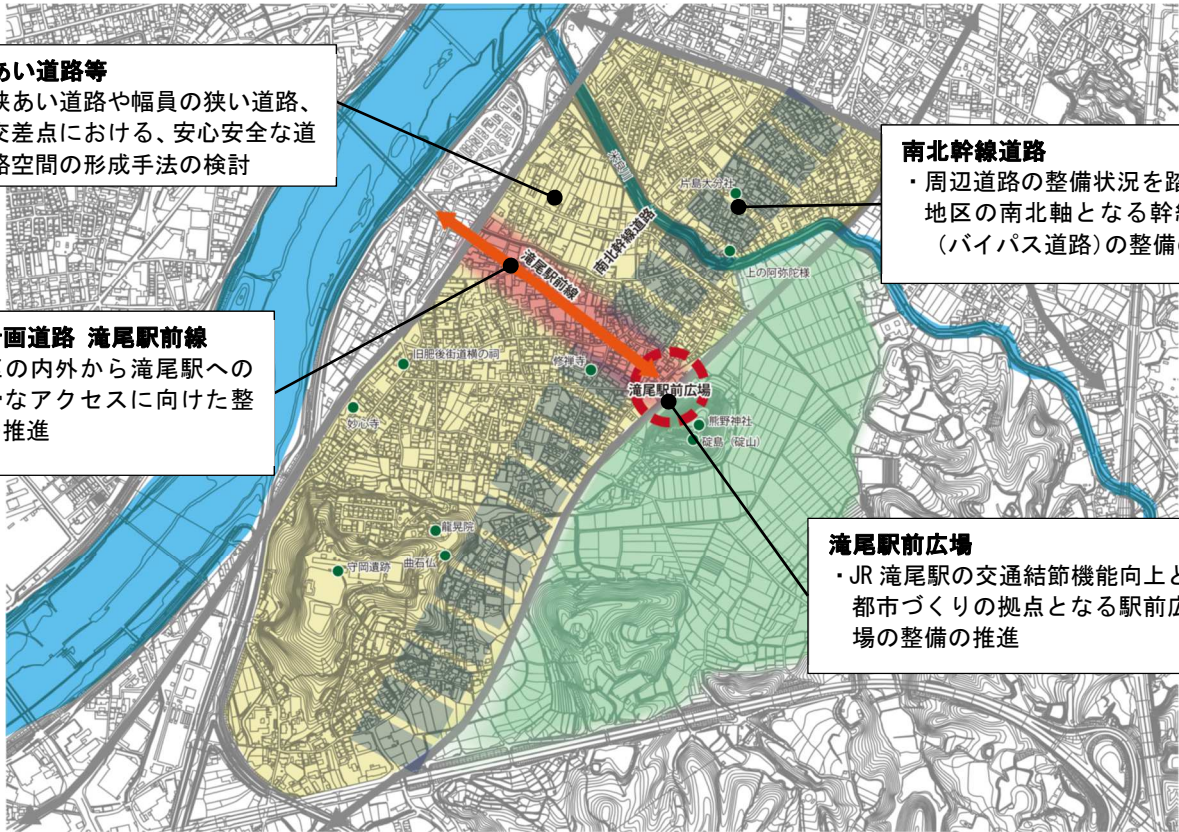 あい道路等
狭あい道路や幅員の狭い道路、
交差点における、安心安全な道
路空間の形成手法の検討
南北幹線道路
・周辺道路の整備状況を踏
地区の南北軸となる幹
（バイパス道路）の整備
画道路 滝尾駅前線
の内外から滝尾駅への
なアクセスに向けた整
推進
滝尾駅前広場
・JR 滝尾駅の交通結節機能向上と
都市づくりの拠点となる駅前広
場の整備の推進
片島大分社
南北幹線道路
上の阿弥陀様
滝尾駅前線
旧肥後街道横の祠
修禅寺
滝尾駅前広場
熊野神社
碇島（碇山）
妙心寺
龍晃院
曲石仏
守岡遺跡